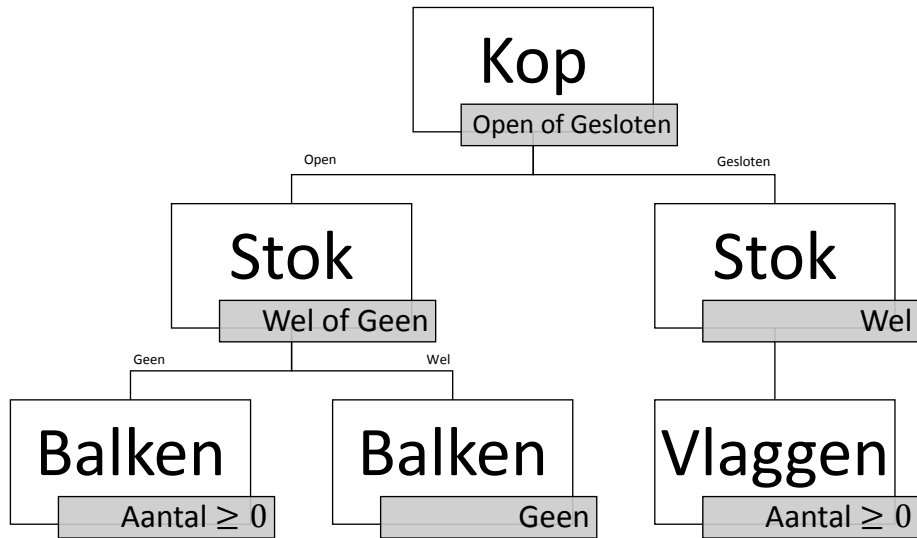 Kop
Open of Gesloten
Open
Gesloten
Stok
Wel of Geen
Stok
Wel
Geen
Wel
Balken
Aantal ≥ 0
Balken
Geen
Vlaggen
Aantal ≥ 0